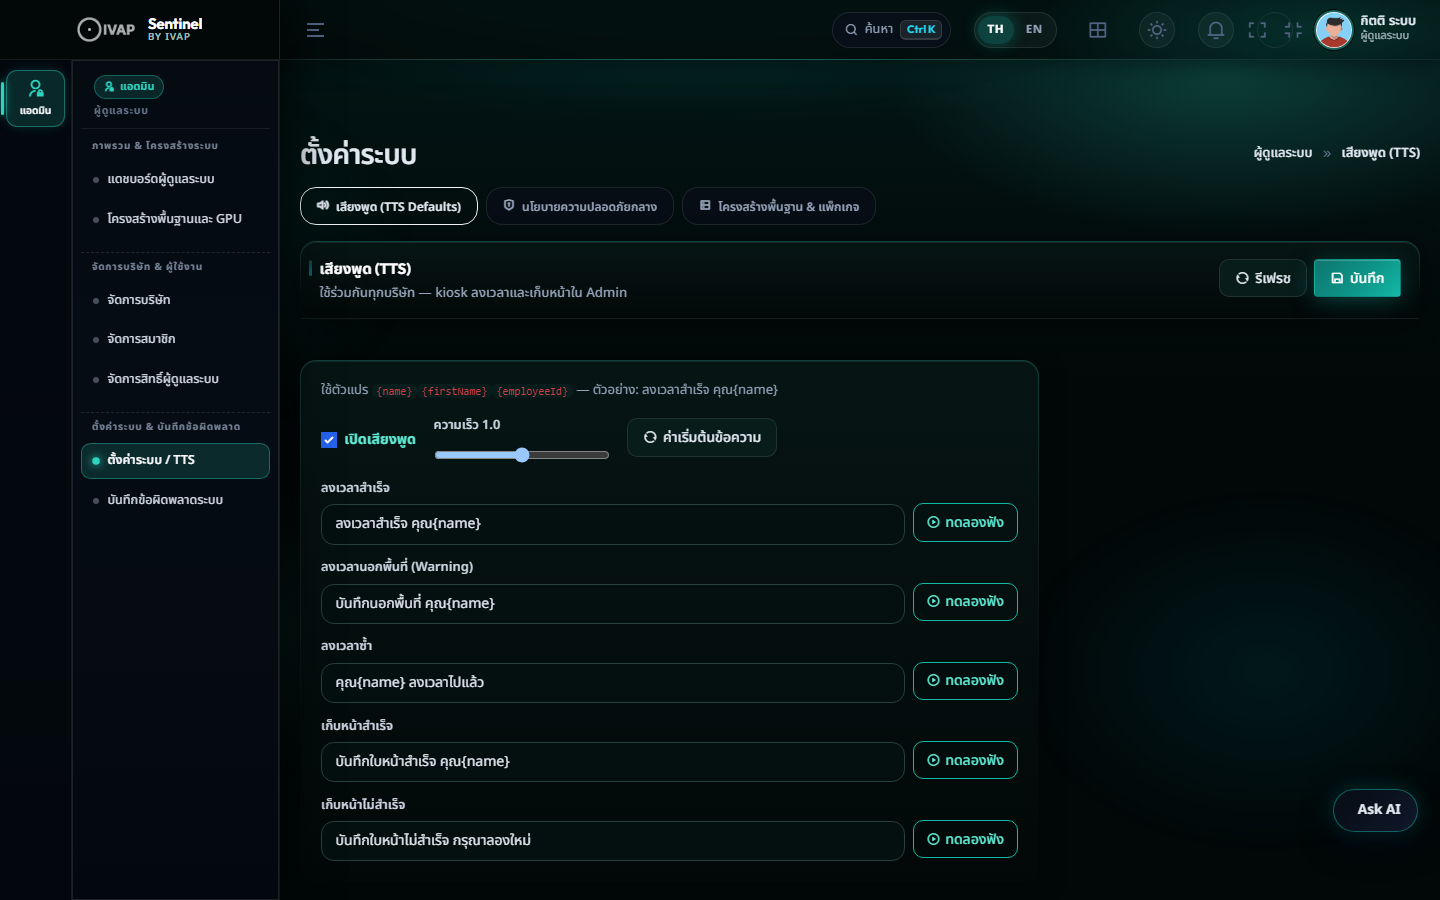 IVAP
Sentinel
BY IVAP
ค้นหา
Ctrl K
TH
EN
กิตติ ระบบ
ผู้ดูแลระบบ
แอดมิน
แอดมิน
ผู้ดูแลระบบ
ภาพรวม & โครงสร้างระบบ
แดชบอร์ดผู้ดูแลระบบ
โครงสร้างพื้นฐานและ GPU
จัดการบริษัท & ผู้ใช้งาน
จัดการบริษัท
จัดการสมาชิก
จัดการสิทธิ์ผู้ดูแลระบบ
ตั้งค่าระบบ & บันทึกข้อผิดพลาด
ตั้งค่าระบบ / TTS
บันทึกข้อผิดพลาดระบบ
ตั้งค่าระบบ
ผู้ดูแลระบบ » เสียงพูด (TTS)
เสียงพูด (TTS Defaults)
นโยบายความปลอดภัยกลาง
โครงสร้างพื้นฐาน & แพ็กเกจ
เสียงพูด (TTS)
ใช้ร่วมกันทุกบริษัท — kiosk ลงเวลาและเก็บหน้าใน Admin
รีเฟรช
บันทึก
ใช้ตัวแปร {name} {firstName} {employeeId} — ตัวอย่าง: ลงเวลาสำเร็จ คุณ{name}
เปิดเสียงพูด
ความเร็ว 1.0
ค่าเริ่มต้นข้อความ
ลงเวลาสำเร็จ
ลงเวลาสำเร็จ คุณ{name}
ทดลองฟัง
ลงเวลานอกพื้นที่ (Warning)
บันทึกนอกพื้นที่ คุณ{name}
ทดลองฟัง
ลงเวลาซ้ำ
คุณ{name} ลงเวลาไปแล้ว
ทดลองฟัง
เก็บหน้าสำเร็จ
บันทึกใบหน้าสำเร็จ คุณ{name}
ทดลองฟัง
เก็บหน้าไม่สำเร็จ
บันทึกใบหน้าไม่สำเร็จ กรุณาลองใหม่
ทดลองฟัง
Ask AI